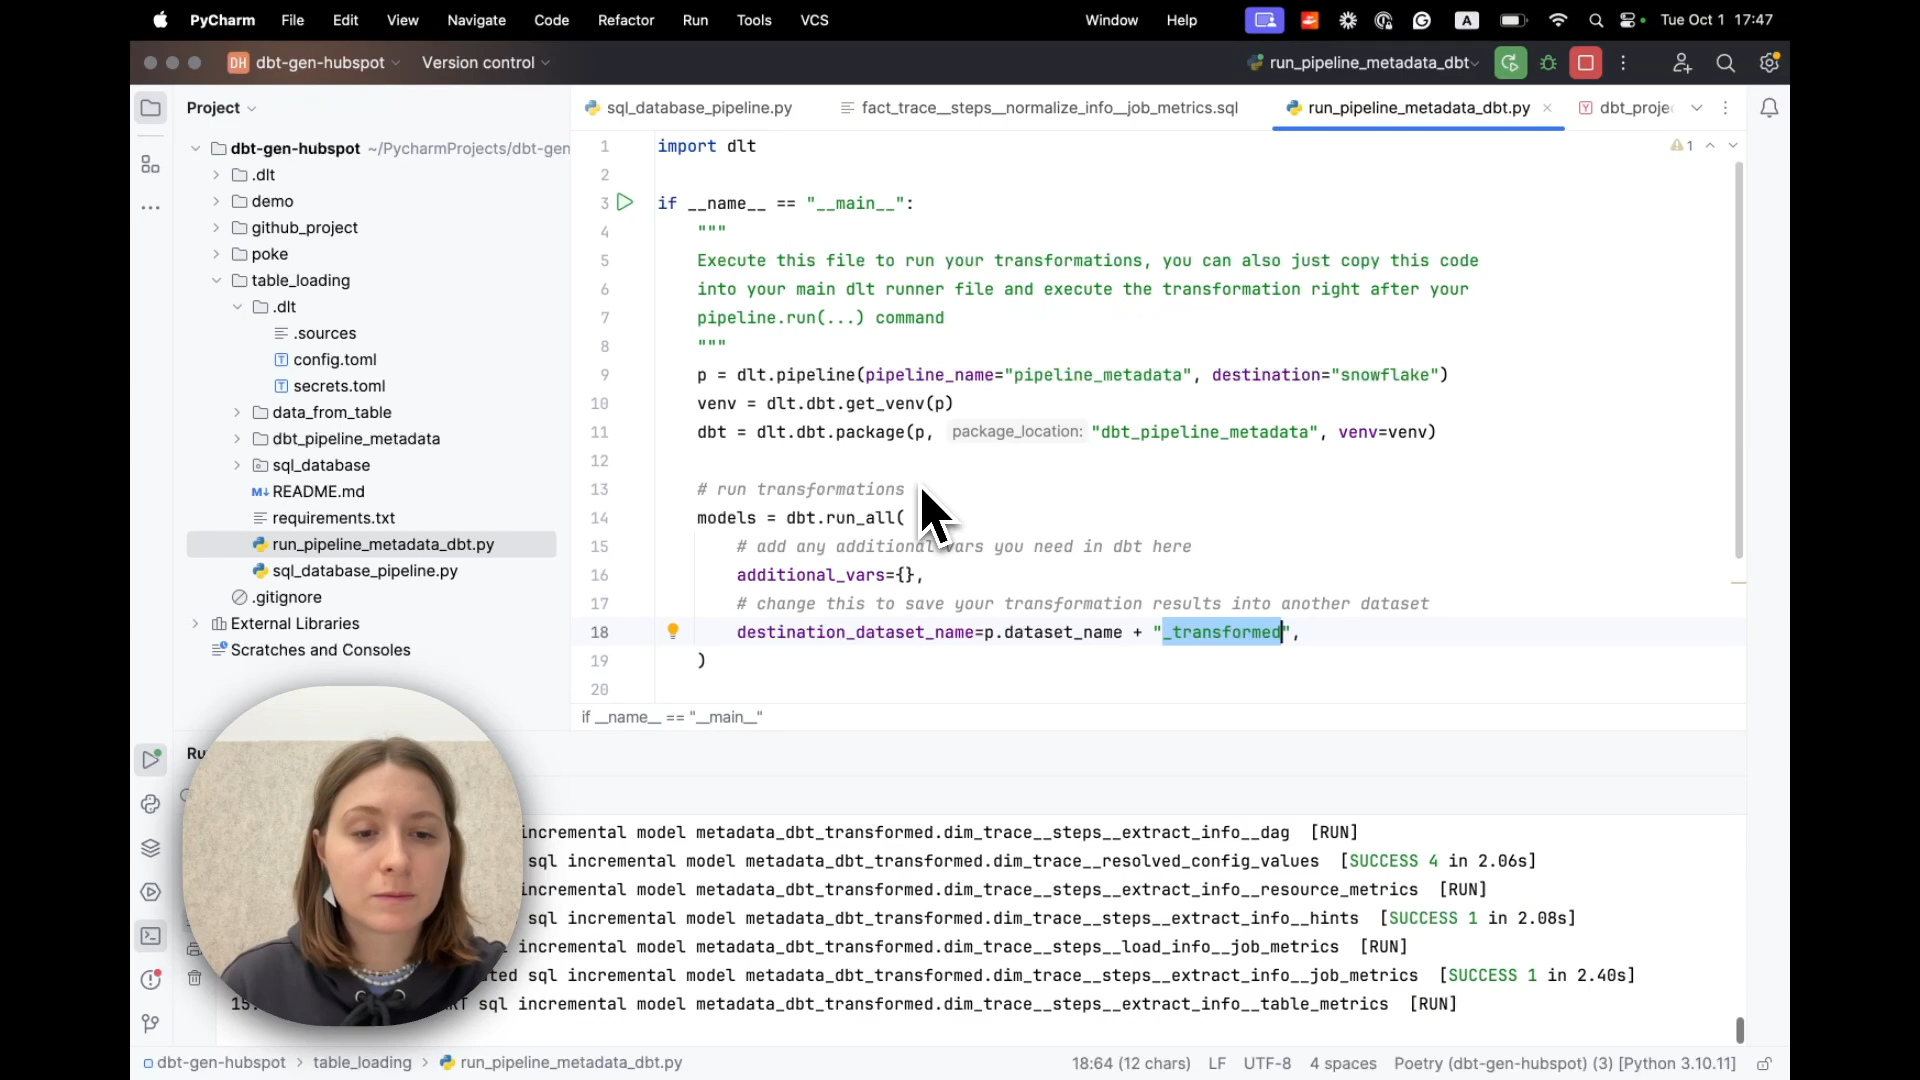 PyCharm File Edit View Navigate Code Refactor Run Tools VCS Window Help A Tue Oct 1 17:47
DH dbt-gen-hubspot Version control run_pipeline_metadata_dbt
Project
sql_database_pipeline.py fact_trace__steps__normalize_info__job_metrics.sql run_pipeline_metadata_dbt.py dbt_proje
dbt-gen-hubspot ~/PycharmProjects/dbt-gen
.dlt
demo
github_project
poke
table_loading
.dlt
.sources
config.toml
secrets.toml
data_from_table
dbt_pipeline_metadata
sql_database
README.md
requirements.txt
run_pipeline_metadata_dbt.py
sql_database_pipeline.py
.gitignore
External Libraries
Scratches and Consoles
1 import dlt
1
2
3 if __name__ == "__main__":
4 """
5 Execute this file to run your transformations, you can also just copy this code
6 into your main dlt runner file and execute the transformation right after your
7 pipeline.run(...) command
8 """
9 p = dlt.pipeline(pipeline_name="pipeline_metadata", destination="snowflake")
10 venv = dlt.dbt.get_venv(p)
11 dbt = dlt.dbt.package(p, package_location: "dbt_pipeline_metadata", venv=venv)
12
13 # run transformations
14 models = dbt.run_all(
15 # add any additional vars you need in dbt here
16 additional_vars={},
17 # change this to save your transformation results into another dataset
18 destination_dataset_name=p.dataset_name + "_transformed",
19 )
20
if __name__ == "__main__"
Ru
incremental model metadata_dbt_transformed.dim_trace__steps__extract_info__dag [RUN]
sql incremental model metadata_dbt_transformed.dim_trace__resolved_config_values [SUCCESS 4 in 2.06s]
incremental model metadata_dbt_transformed.dim_trace__steps__extract_info__resource_metrics [RUN]
sql incremental model metadata_dbt_transformed.dim_trace__steps__extract_info__hints [SUCCESS 1 in 2.08s]
incremental model metadata_dbt_transformed.dim_trace__steps__load_info__job_metrics [RUN]
ted sql incremental model metadata_dbt_transformed.dim_trace__steps__extract_info__job_metrics [SUCCESS 1 in 2.40s]
15: RT sql incremental model metadata_dbt_transformed.dim_trace__steps__extract_info__table_metrics [RUN]
dbt-gen-hubspot > table_loading > run_pipeline_metadata_dbt.py 18:64 (12 chars) LF UTF-8 4 spaces Poetry (dbt-gen-hubspot) (3) [Python 3.10.11]